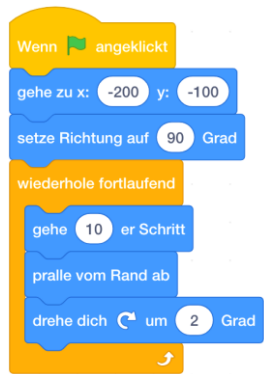 Wenn angeklickt
gehe zu x: -200 y: -100
setze Richtung auf 90 Grad
wiederhole fortlaufend
gehe 10 er Schritt
pralle vom Rand ab
drehe dich um 2 Grad